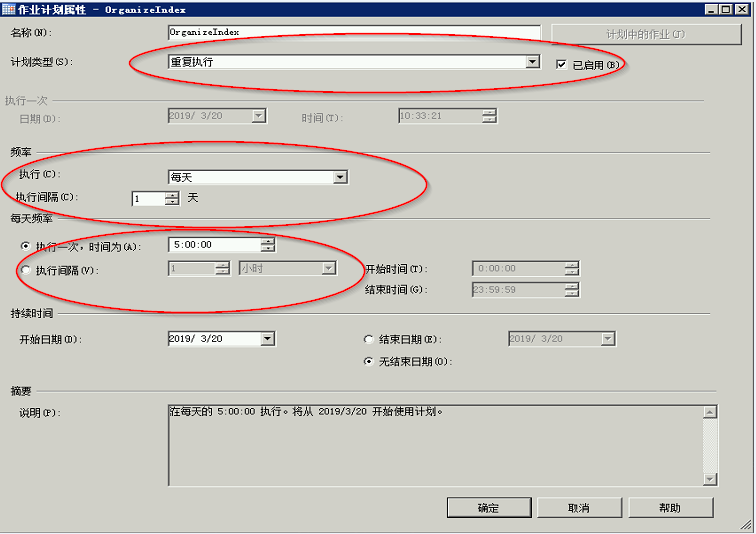 作业计划属性 - OrganizeIndex
名称(N): OrganizeIndex 计划中的作业(J)
计划类型(S): 重复执行 已启用(B)
执行一次
日期(D): 2019/ 3/20 时间(T): 10:33:21
频率
执行(C): 每天
执行间隔(C): 1 天
每天频率
执行一次，时间为(A): 5:00:00
执行间隔(V): 1 小时 开始时间(T): 0:00:00
结束时间(G): 23:59:59
持续时间
开始日期(D): 2019/ 3/20 结束日期(E): 2019/ 3/20
无结束日期(O):
摘要
说明(P): 在每天的 5:00:00 执行。将从 2019/3/20 开始使用计划。
确定 取消 帮助